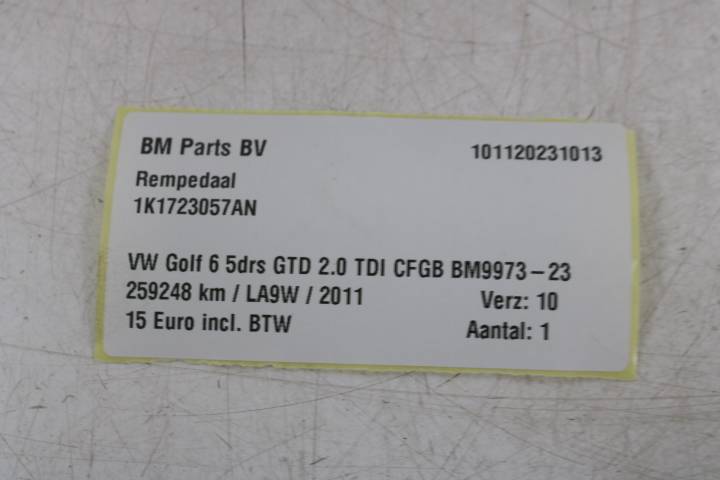 BM Parts BV 101120231013
Rempedaal
1K1723057AN
VW Golf 6 5drs GTD 2.0 TDI CFGB BM9973-23
259248 km / LA9W / 2011 Verz: 10
15 Euro incl. BTW Aantal: 1